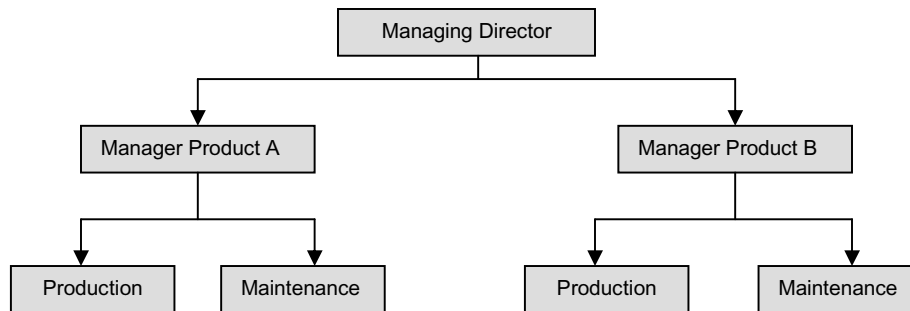 Managing Director
Manager Product A
Manager Product B
Production
Maintenance
Production
Maintenance